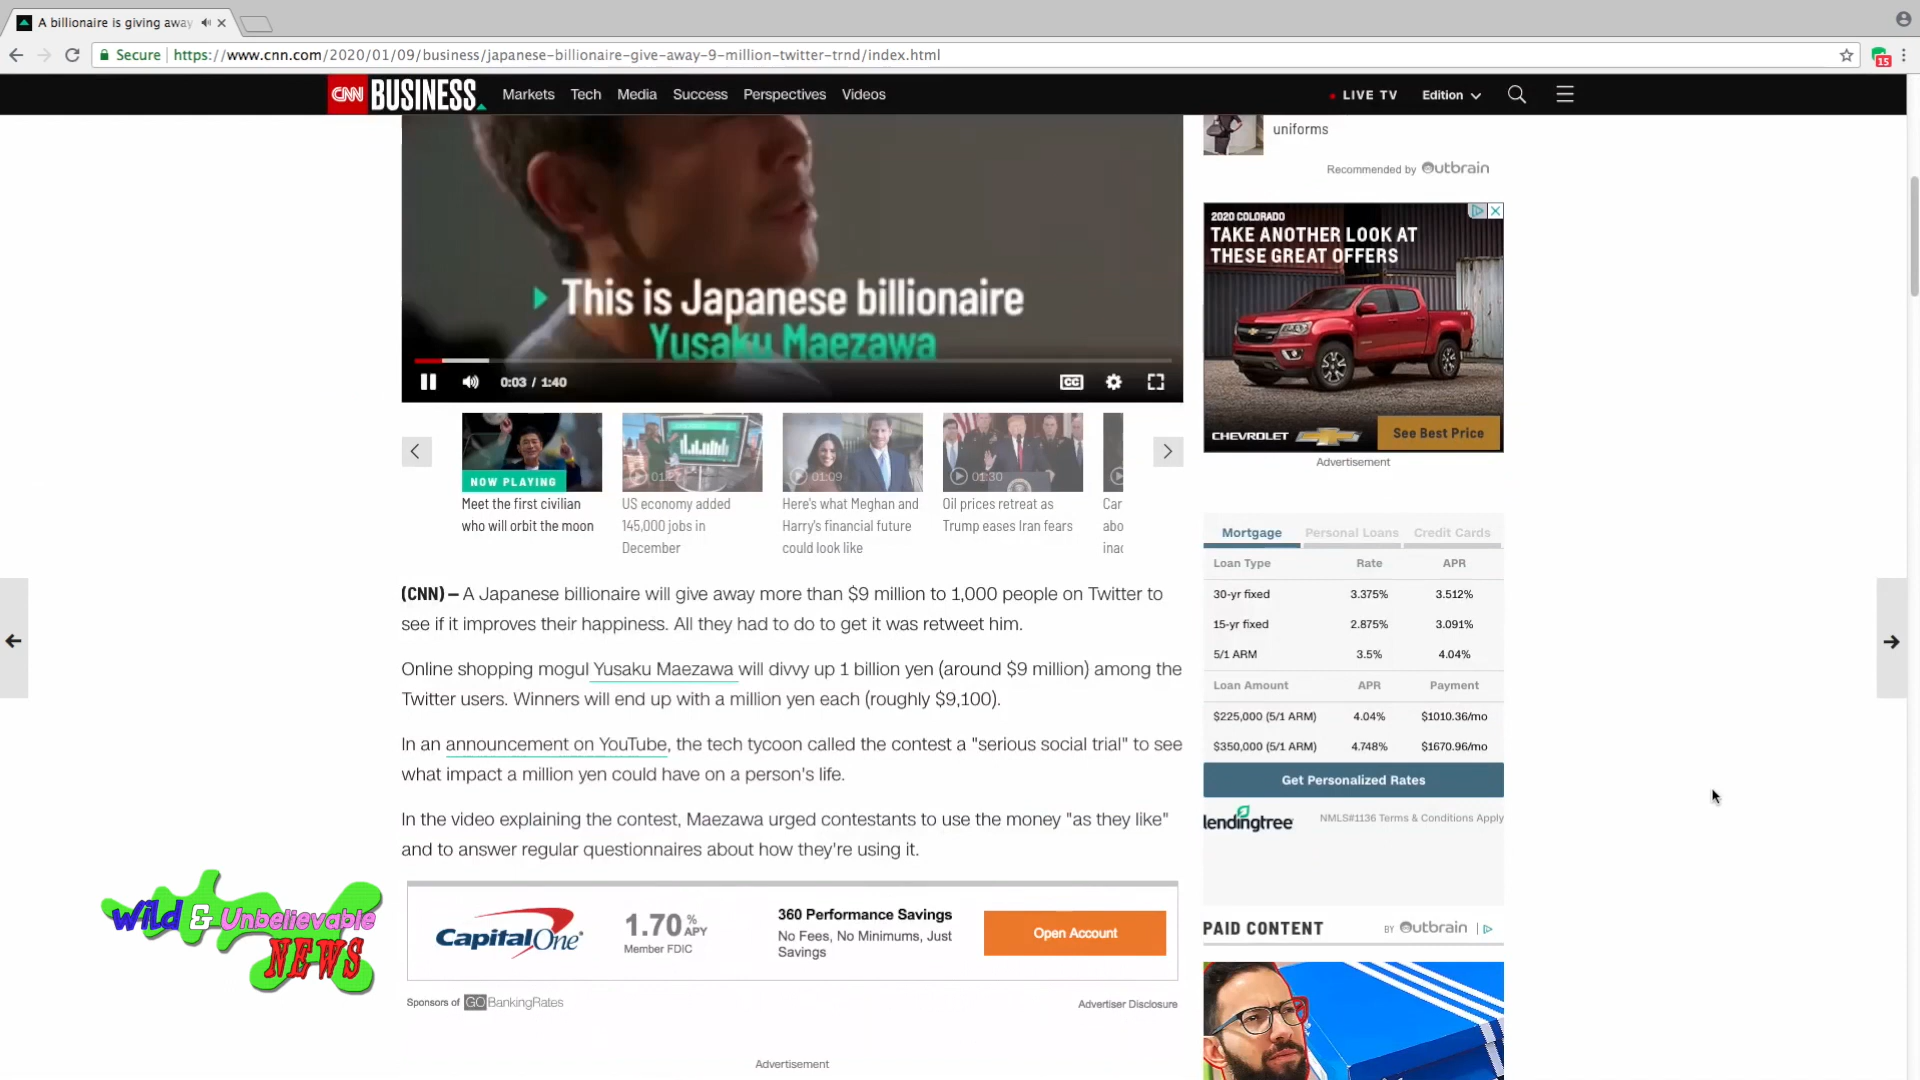 A billionaire is giving away
Secure
https://www.cnn.com/2020/01/09/business/japanese-billionaire-give-away-9-million-twitter-trnd/index.html
15
CNN BUSINESS
Markets
Tech
Media
Success
Perspectives
Videos
LIVE TV
Edition
This is Japanese billionaire
Yusaku Maezawa
0:03 / 1:40
CC
NOW PLAYING
Meet the first civilian
who will orbit the moon
US economy added
145,000 jobs in
December
01:09
Here's what Meghan and
Harry's financial future
could look like
01:30
Oil prices retreat as
Trump eases Iran fears
Car
abo
inac
(CNN) — A Japanese billionaire will give away more than $9 million to 1,000 people on Twitter to
see if it improves their happiness. All they had to do to get it was retweet him.
Online shopping mogul Yusaku Maezawa will divvy up 1 billion yen (around $9 million) among the
Twitter users. Winners will end up with a million yen each (roughly $9,100).
In an announcement on YouTube, the tech tycoon called the contest a "serious social trial" to see
what impact a million yen could have on a person's life.
In the video explaining the contest, Maezawa urged contestants to use the money "as they like"
and to answer regular questionnaires about how they're using it.
Capital One
1.70 % APY
Member FDIC
360 Performance Savings
No Fees, No Minimums, Just
Savings
Open Account
Sponsors of GOBankingRates
Advertiser Disclosure
Advertisement
Wild & Unbelievable
NEWS
uniforms
Recommended by Outbrain
2020 COLORADO
TAKE ANOTHER LOOK AT
THESE GREAT OFFERS
CHEVROLET
See Best Price
Advertisement
Mortgage Personal Loans Credit Cards
Loan Type Rate APR
30-yr fixed 3.375% 3.512%
15-yr fixed 2.875% 3.091%
5/1 ARM 3.5% 4.04%
Loan Amount APR Payment
$225,000 (5/1 ARM) 4.04% $1010.36/mo
$350,000 (5/1 ARM) 4.748% $1670.96/mo
Get Personalized Rates
lendingtree
NMLS#1136 Terms & Conditions Apply
PAID CONTENT
BY Outbrain